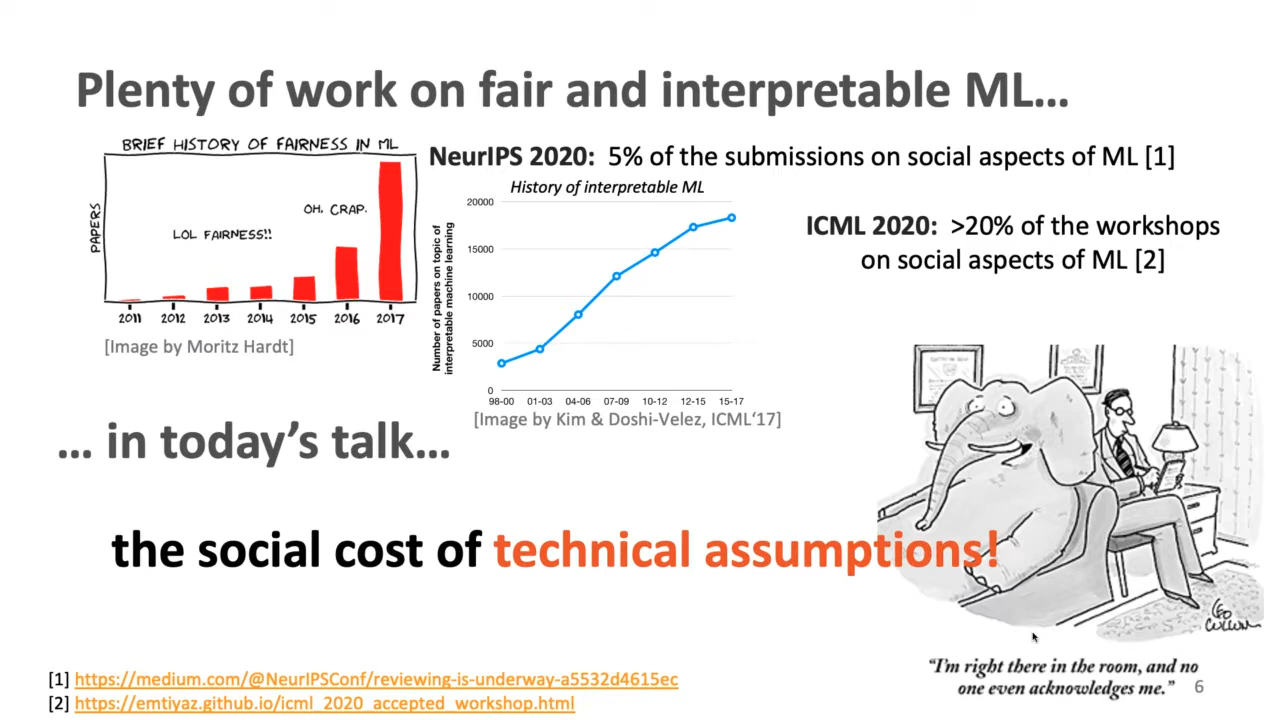 Plenty of work on fair and interpretable ML…
BRIEF HISTORY OF FAIRNESS IN ML
PAPERS
LOL FAIRNESS!!
OH, CRAP.
2011 2012 2013 2014 2015 2016 2017
[Image by Moritz Hardt]
NeurIPS 2020: 5% of the submissions on social aspects of ML [1]
History of interpretable ML
Number of papers on topic of
interpretable machine learning
20000
15000
10000
5000
0
98-00 01-03 04-06 07-09 10-12 12-15 15-17
[Image by Kim & Doshi-Velez, ICML‘17]
ICML 2020: >20% of the workshops
on social aspects of ML [2]
… in today’s talk…
the social cost of technical assumptions!
LEO
CULLUM
“I'm right there in the room, and no
one even acknowledges me.”
6
[1] https://medium.com/@NeurIPSConf/reviewing-is-underway-a5532d4615ec
[2] https://emtiyaz.github.io/icml_2020_accepted_workshop.html